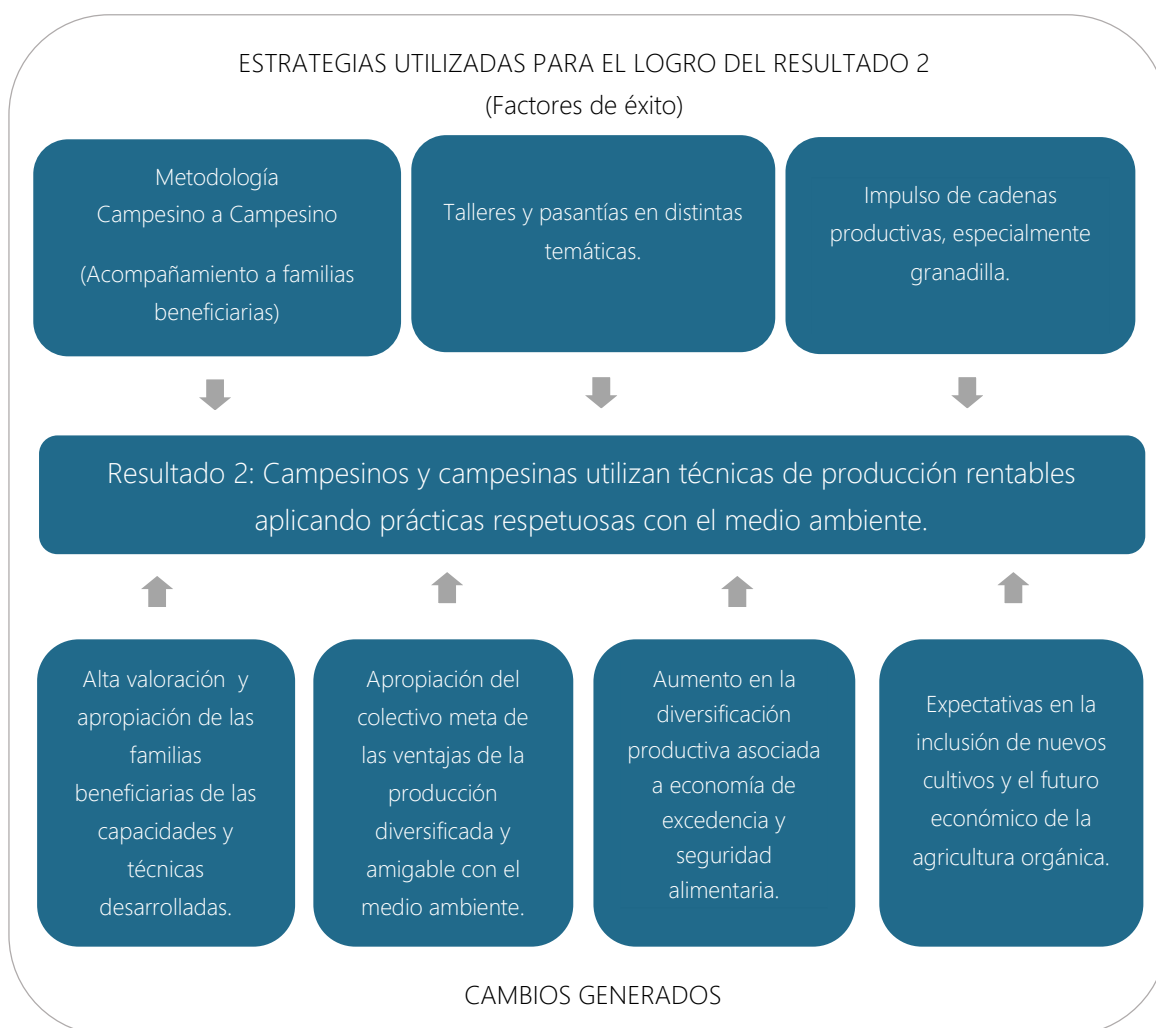 ESTRATEGIAS UTILIZADAS PARA EL LOGRO DEL RESULTADO 2
(Factores de éxito)
Metodología
Campesino a Campesino
(Acompañamiento a familias
beneficiarias)
Talleres y pasantías en distintas
temáticas.
Impulso de cadenas
productivas, especialmente
granadilla.
Resultado 2: Campesinos y campesinas utilizan técnicas de producción rentables
aplicando prácticas respetuosas con el medio ambiente.
Alta valoración y
apropiación de las
familias
beneficiarias de las
capacidades y
técnicas
desarrolladas.
Apropiación del
colectivo meta de
las ventajas de la
producción
diversificada y
amigable con el
medio ambiente.
Aumento en la
diversificación
productiva asociada
a economía de
excedencia y
seguridad
alimentaria.
Expectativas en la
inclusión de nuevos
cultivos y el futuro
económico de la
agricultura orgánica.
CAMBIOS GENERADOS